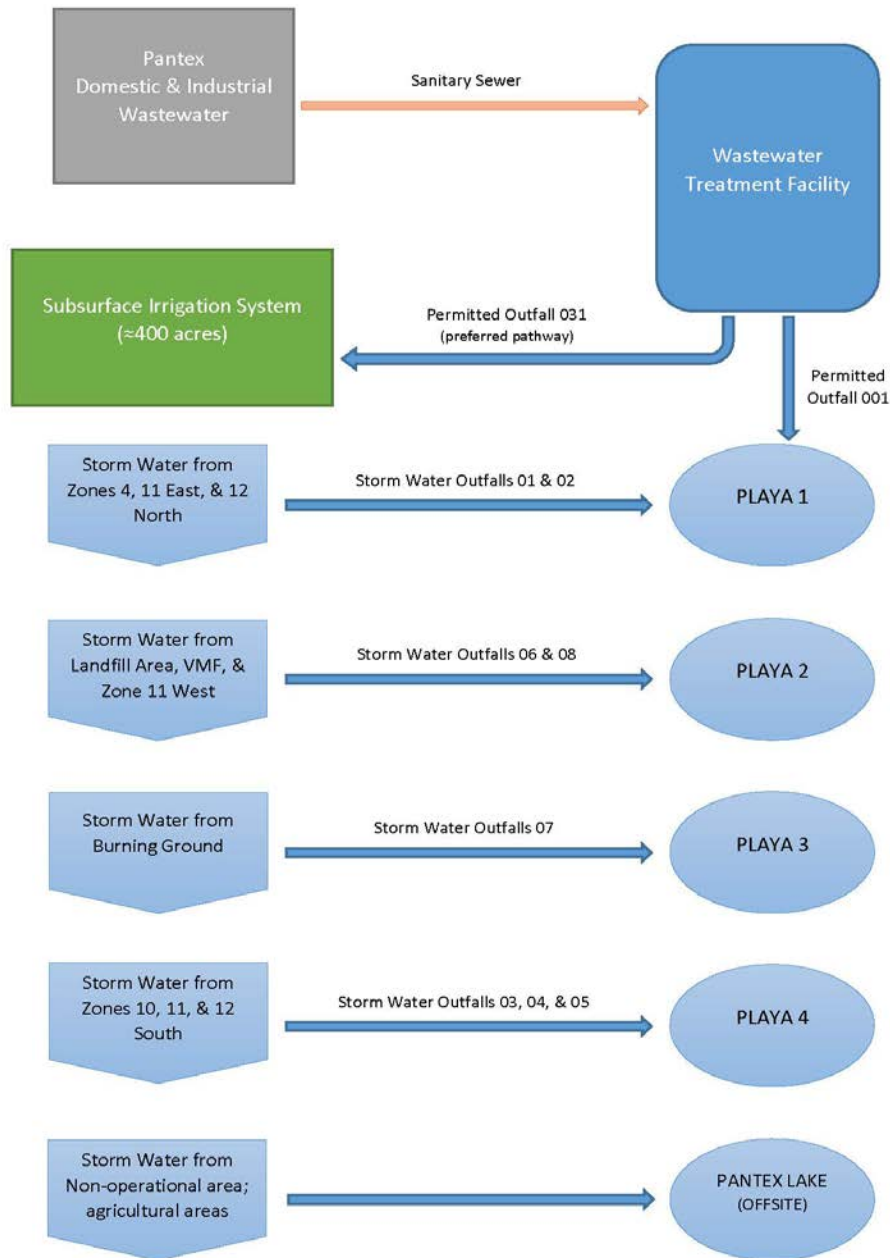 Pantex
Domestic & Industrial
Wastewater
Sanitary Sewer
Wastewater
Treatment Facility
Subsurface Irrigation System
(≈400 acres)
Permitted Outfall 031
(preferred pathway)
Permitted
Outfall 001
Storm Water from
Zones 4, 11 East, & 12
North
Storm Water Outfalls 01 & 02
PLAYA 1
Storm Water from
Landfill Area, VMF, &
Zone 11 West
Storm Water Outfalls 06 & 08
PLAYA 2
Storm Water from
Burning Ground
Storm Water Outfalls 07
PLAYA 3
Storm Water from
Zones 10, 11, & 12
South
Storm Water Outfalls 03, 04, & 05
PLAYA 4
Storm Water from
Non-operational area;
agricultural areas
PANTEX LAKE
(OFFSITE)